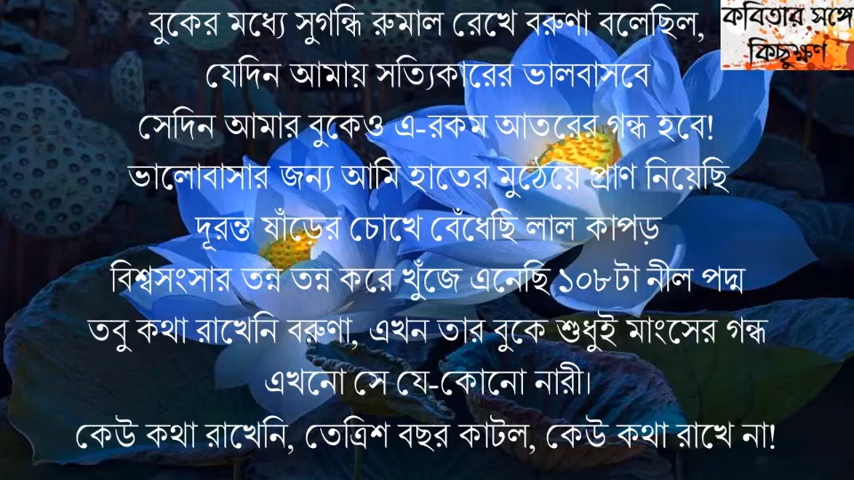 কবিতার সঙ্গে
কিছুক্ষণ
বুকের মধ্যে সুগন্ধি রুমাল রেখে বরুণা বলেছিল,
যেদিন আমায় সত্যিকারের ভালবাসবে
সেদিন আমার বুকেও এ-রকম আতরের গন্ধ হবে!
ভালোবাসার জন্য আমি হাতের মুঠেয়ে প্রাণ নিয়েছি
দূরন্ত ষাঁড়ের চোখে বেঁধেছি লাল কাপড়
বিশ্বসংসার তন্ন তন্ন করে খুঁজে এনেছি ১০৮টা নীল পদ্ম
তবু কথা রাখেনি বরুণা, এখন তার বুকে শুধুই মাংসের গন্ধ
এখনো সে যে-কোনো নারী।
কেউ কথা রাখেনি, তেত্রিশ বছর কাটল, কেউ কথা রাখে না!